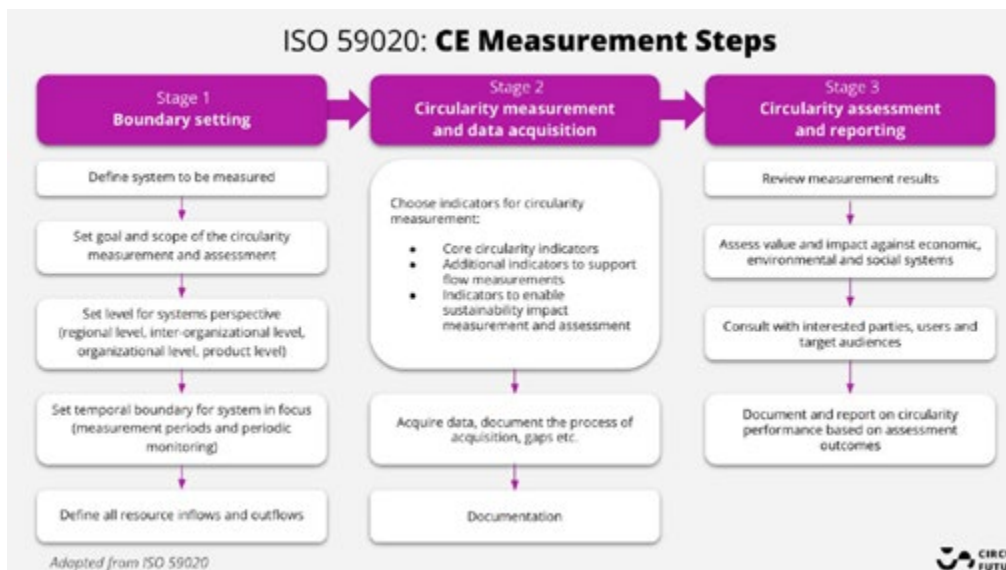 ISO 59020: CE Measurement Steps
Stage 1
Boundary setting
Define system to be measured
Set goal and scope of the circularity
measurement and assessment
Set level for systems perspective
(regional level, inter-organizational level,
organizational level, product level)
Set temporal boundary for system in focus
(measurement periods and periodic
monitoring)
Define all resource inflows and outflows
Stage 2
Circularity measurement
and data acquisition
Choose indicators for circularity
measurement:
• Core circularity indicators
• Additional indicators to support
flow measurements
• Indicators to enable
sustainability impact
measurement and assessment
Acquire data, document the process of
acquisition, gaps etc.
Documentation
Stage 3
Circularity assessment
and reporting
Review measurement results
Assess value and impact against economic,
environmental and social systems
Consult with interested parties, users and
target audiences
Document and report on circularity
performance based on assessment
outcomes
Adapted from ISO 59020